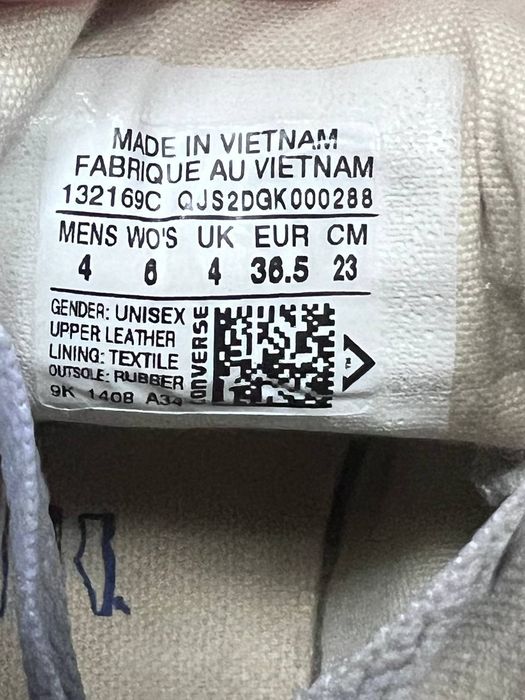 MADE IN VIETNAM
FABRIQUE AU VIETNAM
132169C QJS2DGK000288
MENS WO'S UK EUR CM
4 6 4 36.5 23
GENDER: UNISEX
UPPER LEATHER
LINING: TEXTILE
OUTSOLE: RUBBER
9K 1408 A34
CONVERSE
TM